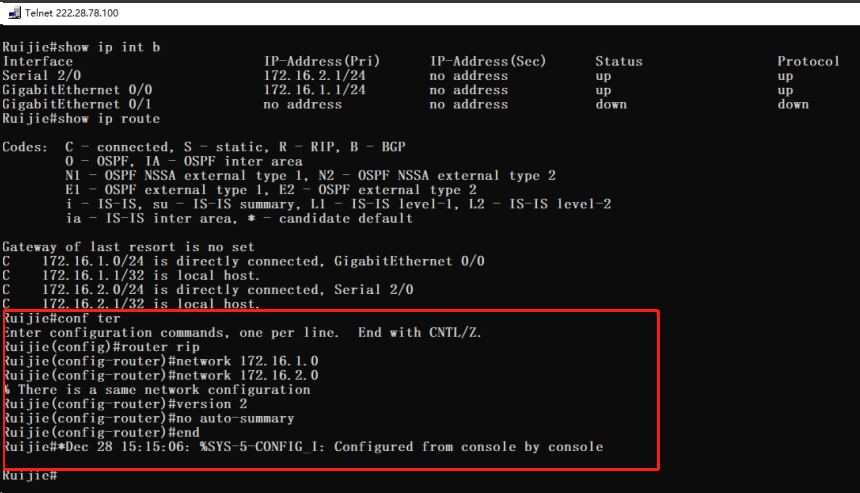 Telnet 222.28.78.100
Ruijie#show ip int b
Interface IP-Address(Pri) IP-Address(Sec) Status Protocol
Serial 2/0 172.16.2.1/24 no address up up
GigabitEthernet 0/0 172.16.1.1/24 no address up up
GigabitEthernet 0/1 no address no address down down
Ruijie#show ip route
Codes: C - connected, S - static, R - RIP, B - BGP
O - OSPF, IA - OSPF inter area
N1 - OSPF NSSA external type 1, N2 - OSPF NSSA external type 2
E1 - OSPF external type 1, E2 - OSPF external type 2
i - IS-IS, su - IS-IS summary, L1 - IS-IS level-1, L2 - IS-IS level-2
ia - IS-IS inter area, * - candidate default
Gateway of last resort is no set
C 172.16.1.0/24 is directly connected, GigabitEthernet 0/0
C 172.16.1.1/32 is local host.
C 172.16.2.0/24 is directly connected, Serial 2/0
C 172.16.2.1/32 is local host.
Ruijie#conf ter
Enter configuration commands, one per line. End with CNTL/Z.
Ruijie(config)#router rip
Ruijie(config-router)#network 172.16.1.0
Ruijie(config-router)#network 172.16.2.0
% There is a same network configuration
Ruijie(config-router)#version 2
Ruijie(config-router)#no auto-summary
Ruijie(config-router)#end
Ruijie#*Dec 28 15:15:06: %SYS-5-CONFIG_I: Configured from console by console
Ruijie#